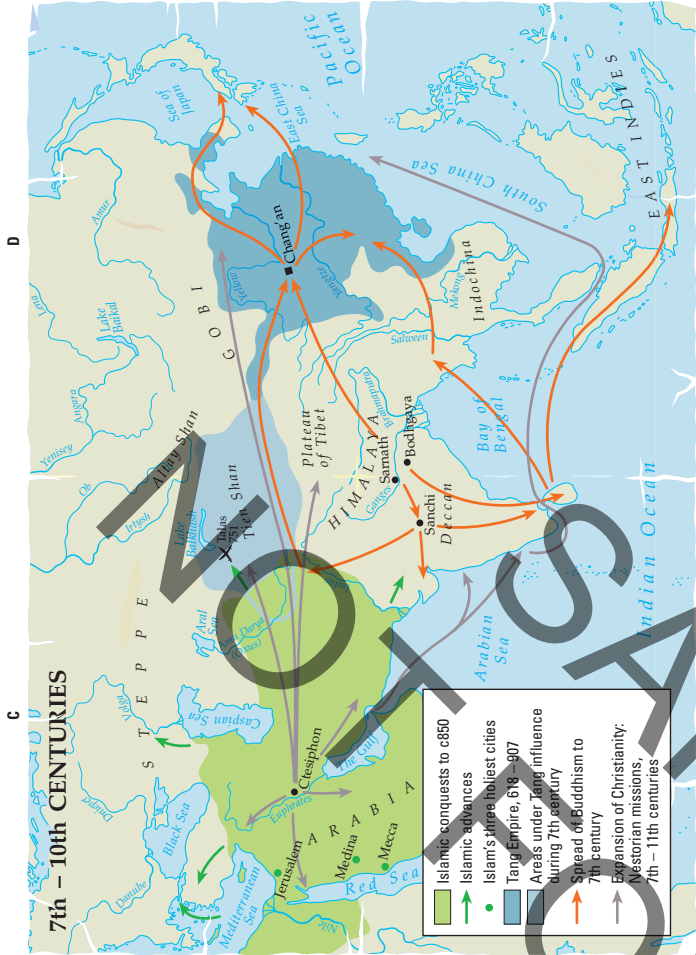 7th – 10th CENTURIES
C
D
Islamic conquests to c850
Islamic advances
Islam's three holiest cities
Tang Empire, 618 – 907
Areas under Tang influence
during 7th century
Spread of Buddhism to
7th century
Expansion of Christianity:
Nestorian missions,
7th – 11th centuries
Danube
Dnieper
Volga
STEPPE
Black Sea
Caspian Sea
Aral
Sea
Amu Darya
(Oxus)
Mediterranean
Sea
Nile
Red Sea
Jerusalem
Medina
Mecca
ARABIA
Euphrates
Ctesiphon
The Gulf
Arabian
Sea
Indian Ocean
Indus
Talas
751
Tien Shan
Lake
Balkhash
Irtysh
Ob
Altay Shan
Yenisey
Angara
Lake
Baikal
Lena
Amur
GOBI
Plateau
of Tibet
HIMALAYA
Ganges
Brahmaputra
Sarnath
Bodhgaya
Sanchi
Deccan
Bay of
Bengal
Salween
Mekong
Indochina
Yellow
Chang'an
Yangtze
Sea of
Japan
East China
Sea
Pacific
Ocean
South China Sea
EAST INDIES
NOT
ITSA